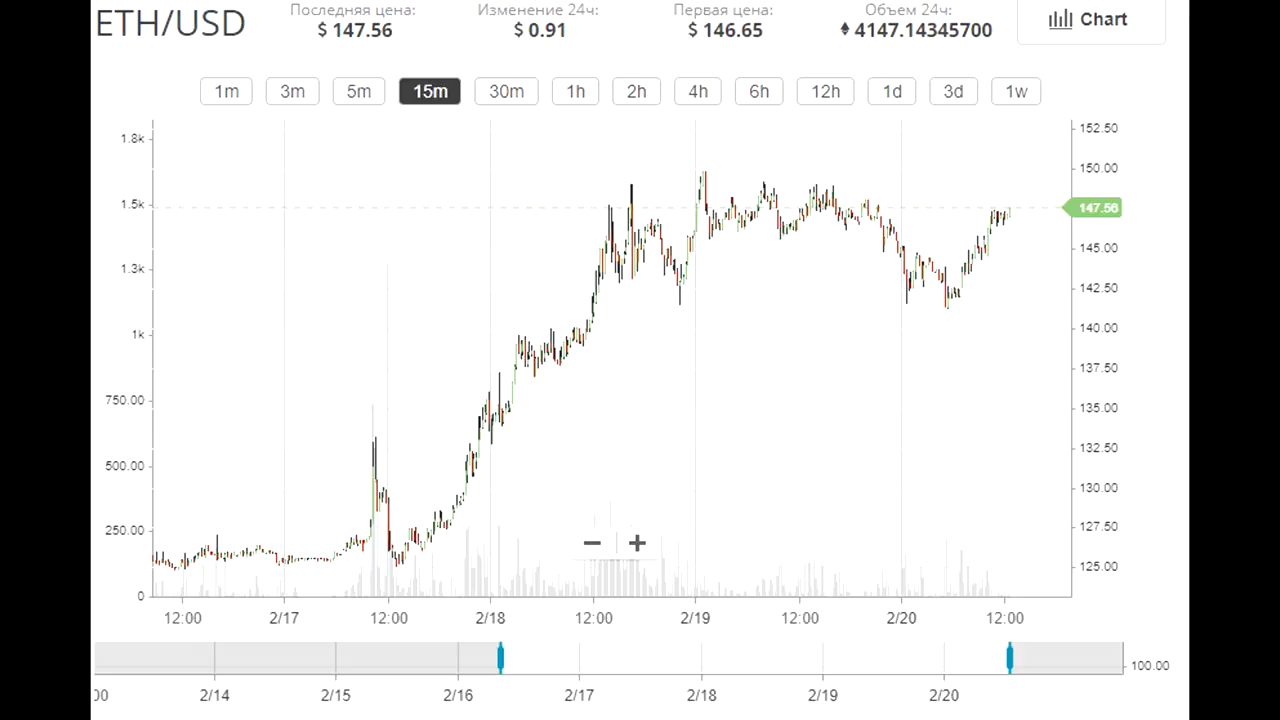 ETH/USD
Последняя цена:
$ 147.56
Изменение 24ч:
$ 0.91
Первая цена:
$ 146.65
Объем 24ч:
4147.14345700
Chart
1m 3m 5m 15m 30m 1h 2h 4h 6h 12h 1d 3d 1w
1.8k
1.5k
1.3k
1k
750.00
500.00
250.00
0
152.50
150.00
147.56
145.00
142.50
140.00
137.50
135.00
132.50
130.00
127.50
125.00
− +
12:00 2/17 12:00 2/18 12:00 2/19 12:00 2/20 12:00
100.00
00 2/14 2/15 2/16 2/17 2/18 2/19 2/20